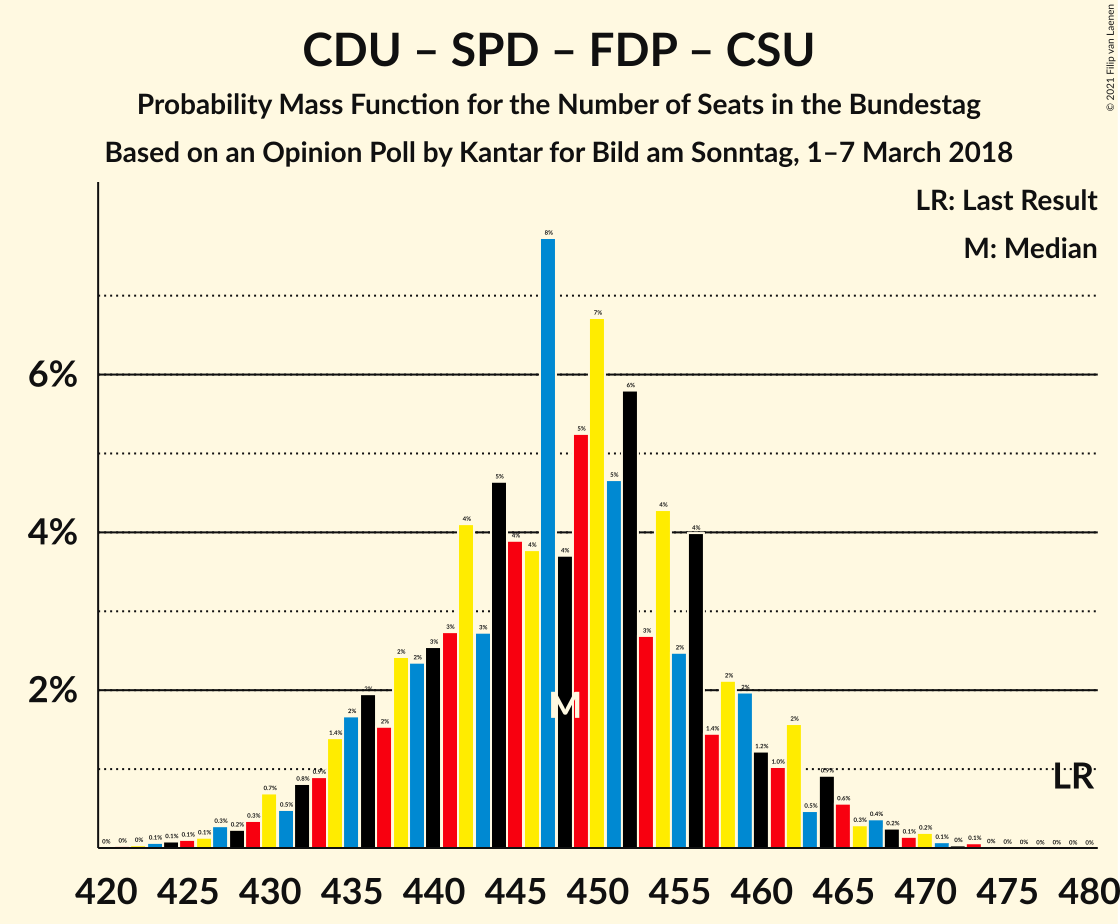 CDU – SPD – FDP – CSU
Probability Mass Function for the Number of Seats in the Bundestag
Based on an Opinion Poll by Kantar for Bild am Sonntag, 1–7 March 2018
© 2021 Filip van Laenen
LR: Last Result
M: Median
6%
4%
2%
0% 0% 0% 0.1% 0.1% 0.1% 0.1% 0.3% 0.2% 0.3% 0.7% 0.5% 0.8% 0.9% 1.4% 2% 2% 2% 2% 2% 3% 3% 4% 3% 5% 4% 4% 8% 4% 5% 7% 5% 6% 3% 4% 2% 4% 1.4% 2% 2% 1.2% 1.0% 2% 0.5% 0.9% 0.6% 0.3% 0.4% 0.2% 0.1% 0.2% 0.1% 0% 0.1% 0% 0% 0% 0% 0% 0% 0%
M
LR
420 425 430 435 440 445 450 455 460 465 470 475 480